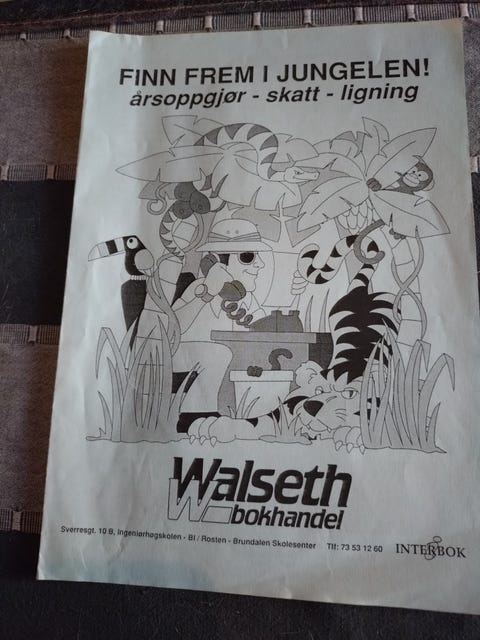 FINN FREM I JUNGELEN!
årsoppgjør - skatt - ligning
Walseth
W bokhandel
Sverresgt. 10 B, Ingeniørhøgskolen - BI / Rosten - Brundalen Skolesenter Tlf: 73 53 12 60 INTERBOK